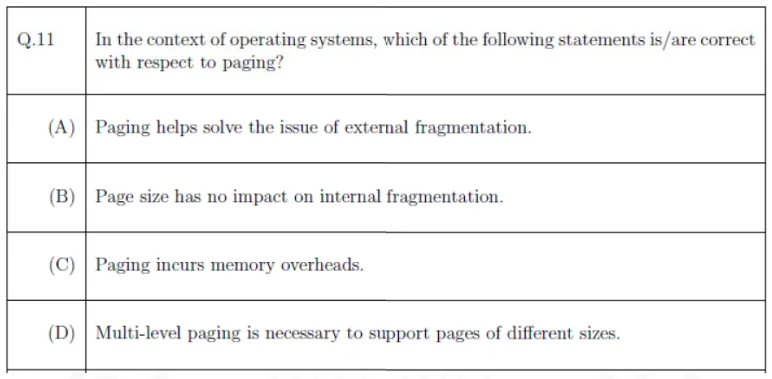 Q.11 In the context of operating systems, which of the following statements is/are correct
with respect to paging?
(A) Paging helps solve the issue of external fragmentation.
(B) Page size has no impact on internal fragmentation.
(C) Paging incurs memory overheads.
(D) Multi-level paging is necessary to support pages of different sizes.